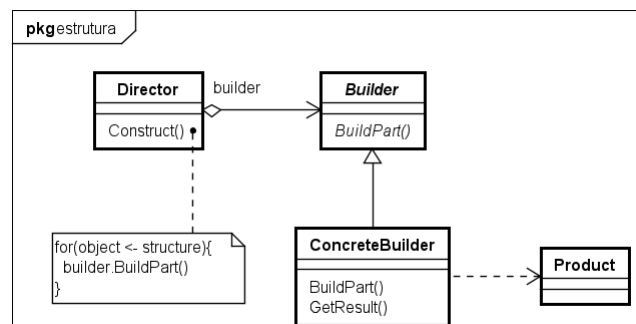 pkg estrutura
Director
builder
Builder
Construct()
BuildPart()
for(object <- structure){
builder.BuildPart()
}
ConcreteBuilder
BuildPart()
GetResult()
Product